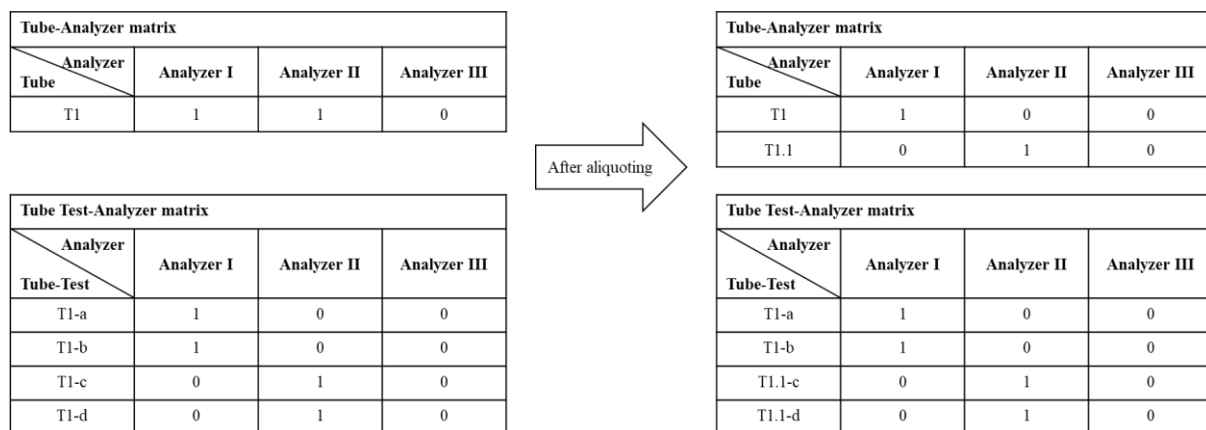 Tube-Analyzer matrix
Analyzer
Tube
Analyzer I Analyzer II Analyzer III
T1 1 1 0
Tube Test-Analyzer matrix
Analyzer
Tube-Test
Analyzer I Analyzer II Analyzer III
T1-a 1 0 0
T1-b 1 0 0
T1-c 0 1 0
T1-d 0 1 0
After aliquoting
Tube-Analyzer matrix
Analyzer
Tube
Analyzer I Analyzer II Analyzer III
T1 1 0 0
T1.1 0 1 0
Tube Test-Analyzer matrix
Analyzer
Tube-Test
Analyzer I Analyzer II Analyzer III
T1-a 1 0 0
T1-b 1 0 0
T1.1-c 0 1 0
T1.1-d 0 1 0